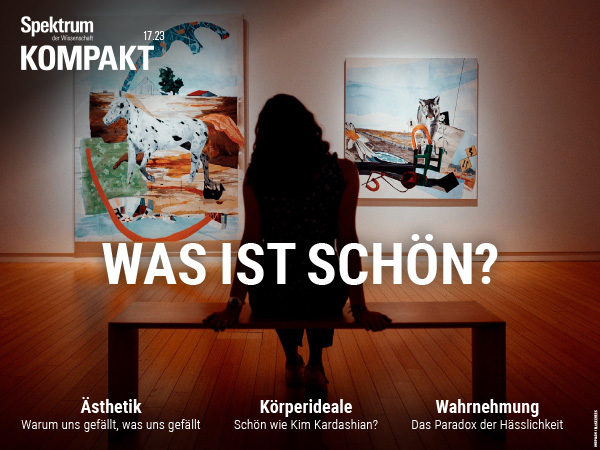 Spektrum
der Wissenschaft
17.23
KOMPAKT
WAS IST SCHÖN?
Ästhetik
Warum uns gefällt, was uns gefällt
Körperideale
Schön wie Kim Kardashian?
Wahrnehmung
Das Paradox der Hässlichkeit